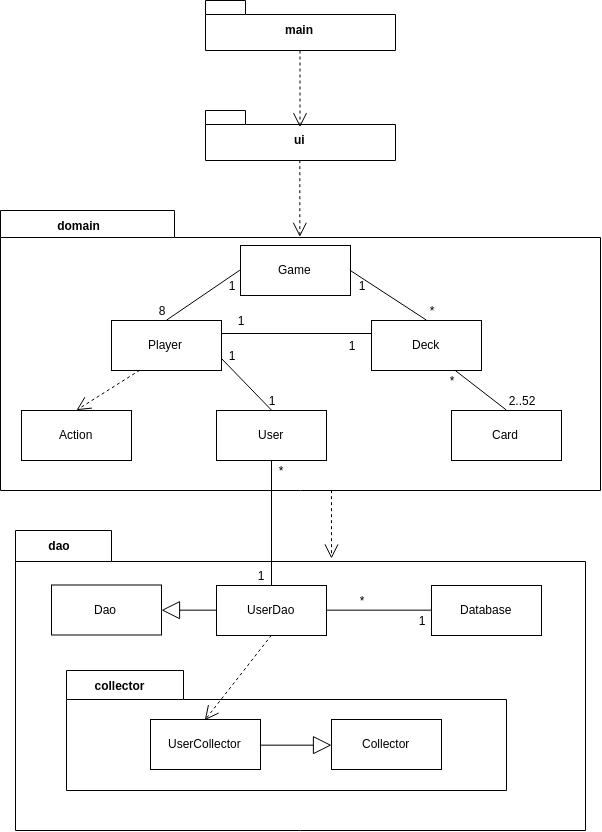 main
ui
domain
Game
1
1
8
*
Player
1
1
Deck
1
*
1
2..52
Action
User
Card
*
dao
1
Dao
UserDao
*
1
Database
collector
UserCollector
Collector